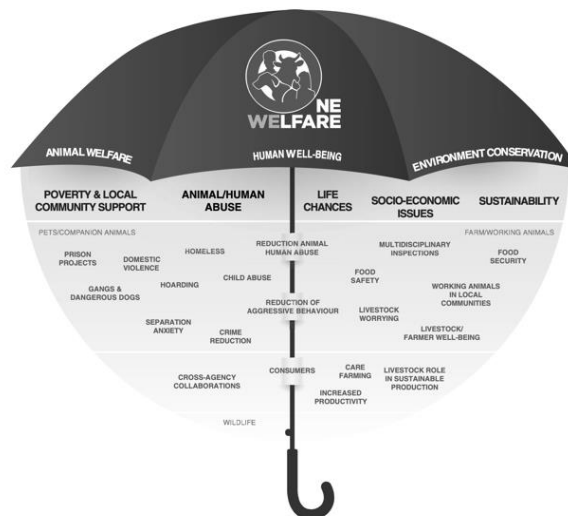 ONE
WELFARE
ANIMAL WELFARE
HUMAN WELL-BEING
ENVIRONMENT CONSERVATION
POVERTY & LOCAL
COMMUNITY SUPPORT
ANIMAL/HUMAN
ABUSE
LIFE
CHANCES
SOCIO-ECONOMIC
ISSUES
SUSTAINABILITY
PETS/COMPANION ANIMALS
FARM/WORKING ANIMALS
PRISON
PROJECTS
DOMESTIC
VIOLENCE
HOMELESS
REDUCTION ANIMAL
HUMAN ABUSE
MULTIDISCIPLINARY
INSPECTIONS
FOOD
SECURITY
GANGS &
DANGEROUS DOGS
HOARDING
CHILD ABUSE
FOOD
SAFETY
WORKING ANIMALS
IN LOCAL
COMMUNITIES
SEPARATION
ANXIETY
CRIME
REDUCTION
REDUCTION OF
AGGRESSIVE BEHAVIOUR
LIVESTOCK
WORRYING
LIVESTOCK/
FARMER WELL-BEING
CROSS-AGENCY
COLLABORATIONS
CONSUMERS
CARE
FARMING
INCREASED
PRODUCTIVITY
LIVESTOCK ROLE
IN SUSTAINABLE
PRODUCTION
WILDLIFE